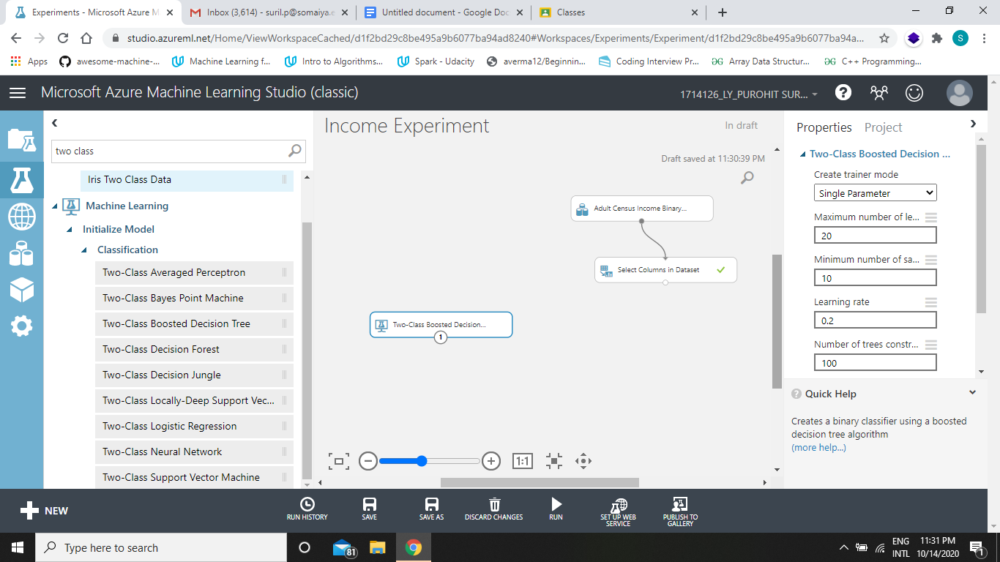 Experiments - Microsoft Azure M
Inbox (3,614) - suril.p@somaiya.e
Untitled document - Google Doc
Classes
studio.azureml.net/Home/ViewWorkspaceCached/d1f2bd29c8be495a9b6077ba94ad8240#Workspaces/Experiments/Experiment/d1f2bd29c8be495a9b6077ba94a...
S
Apps
awesome-machine-...
Machine Learning f...
Intro to Algorithms...
Spark - Udacity
averma12/Beginnin...
Coding Interview Pr...
Array Data Structur...
C++ Programming...
Microsoft Azure Machine Learning Studio (classic)
1714126_LY_PUROHIT SUR...
?
two class
Iris Two Class Data
Machine Learning
Initialize Model
Classification
Two-Class Averaged Perceptron
Two-Class Bayes Point Machine
Two-Class Boosted Decision Tree
Two-Class Decision Forest
Two-Class Decision Jungle
Two-Class Locally-Deep Support Vec...
Two-Class Logistic Regression
Two-Class Neural Network
Two-Class Support Vector Machine
Income Experiment
In draft
Draft saved at 11:30:39 PM
Adult Census Income Binary...
Select Columns in Dataset
Two-Class Boosted Decision...
1
1:1
Properties
Project
Two-Class Boosted Decision ...
Create trainer mode
Single Parameter
Maximum number of le...
20
Minimum number of sa...
10
Learning rate
0.2
Number of trees constr...
100
? Quick Help
Creates a binary classifier using a boosted
decision tree algorithm
(more help...)
NEW
RUN HISTORY
SAVE
SAVE AS
DISCARD CHANGES
RUN
SET UP WEB
SERVICE
PUBLISH TO
GALLERY
Type here to search
81
ENG
INTL
11:31 PM
10/14/2020
1